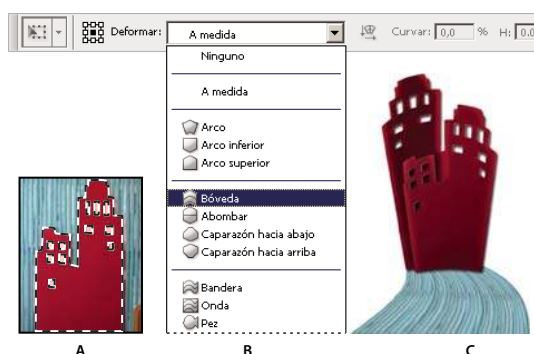 Deformar: A medida Curvar: 0,0 % H: 0.0
Ninguno
A medida
Arco
Arco inferior
Arco superior
Bóveda
Abombar
Caparazón hacia abajo
Caparazón hacia arriba
Bandera
Onda
Pez
A B C